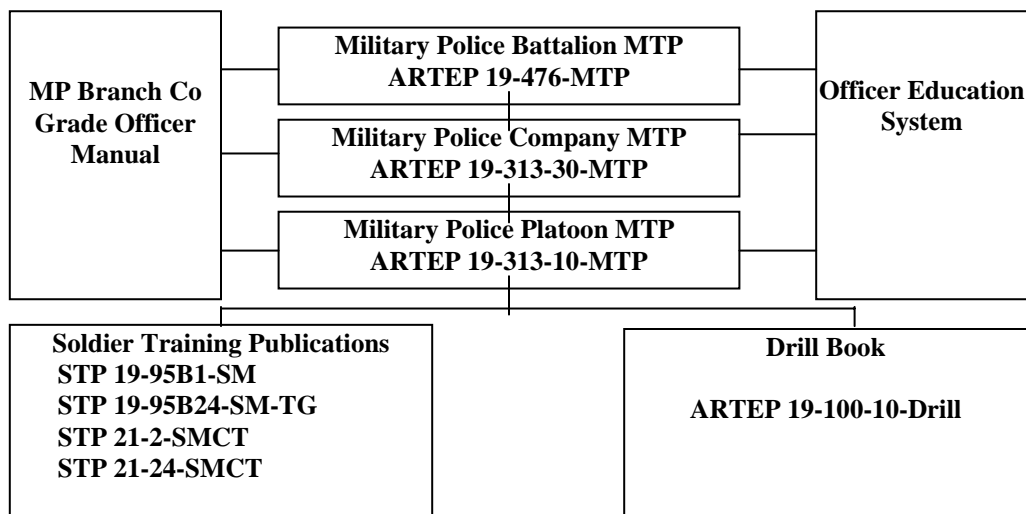 MP Branch Co
Grade Officer
Manual
Military Police Battalion MTP
ARTEP 19-476-MTP
Military Police Company MTP
ARTEP 19-313-30-MTP
Military Police Platoon MTP
ARTEP 19-313-10-MTP
Officer Education
System
Soldier Training Publications
STP 19-95B1-SM
STP 19-95B24-SM-TG
STP 21-2-SMCT
STP 21-24-SMCT
Drill Book
ARTEP 19-100-10-Drill